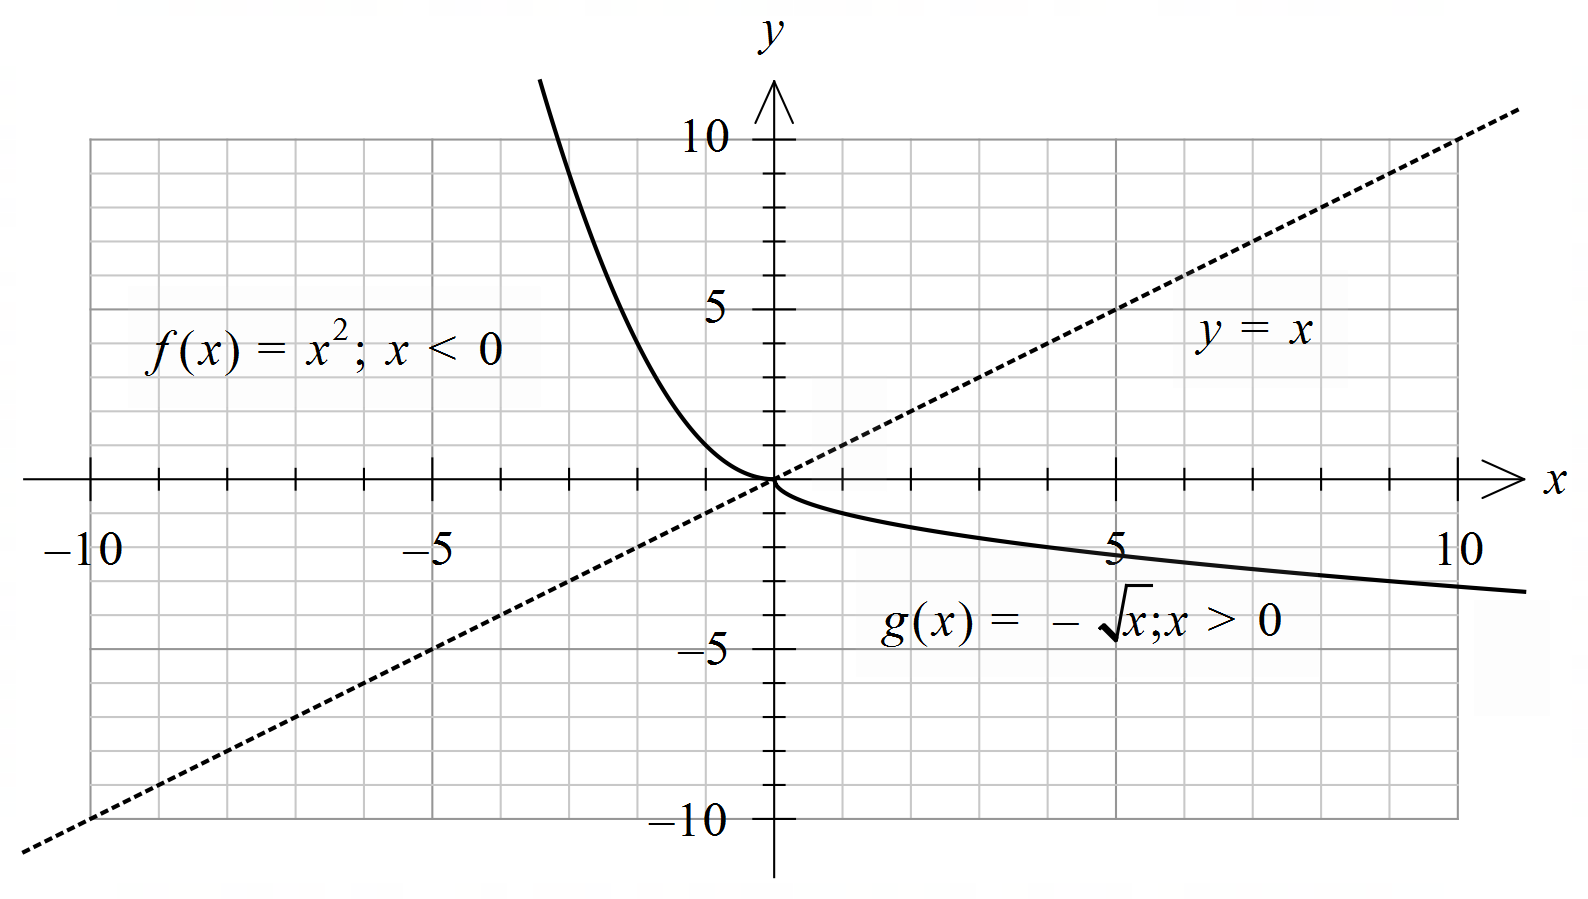 y
10
5
f(x) = x²; x < 0
y = x
x
–10
–5
5
10
g(x) = – √x;x > 0
–5
–10